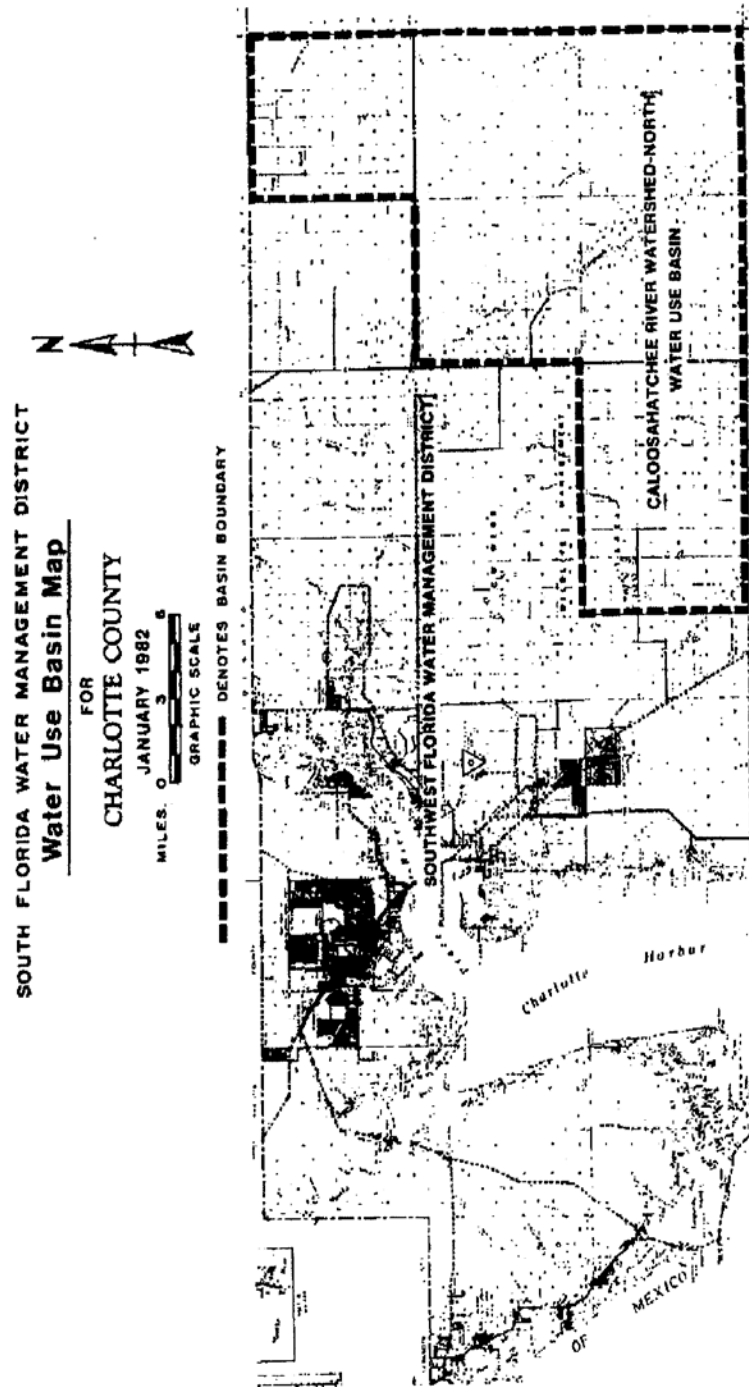 SOUTH FLORIDA WATER MANAGEMENT DISTRICT
Water Use Basin Map
FOR
CHARLOTTE COUNTY
JANUARY 1982
MILES 0 3 6
GRAPHIC SCALE
DENOTES BASIN BOUNDARY
N
SOUTHWEST FLORIDA WATER MANAGEMENT DISTRICT
CALOOSAHATCHEE RIVER WATERSHED-NORTH
WATER USE BASIN
Charlotte Harbor
OF MEXICO